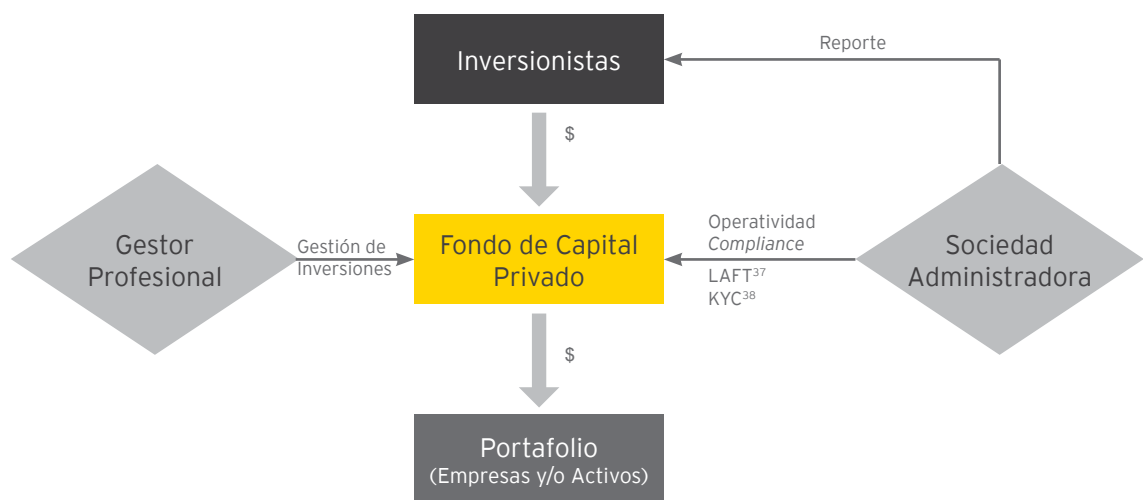 Inversionistas
Reporte
$
Gestor
Profesional
Gestión de
Inversiones
Fondo de Capital
Privado
Operatividad
Compliance
LAFT³⁷
KYC³⁸
Sociedad
Administradora
$
Portafolio
(Empresas y/o Activos)